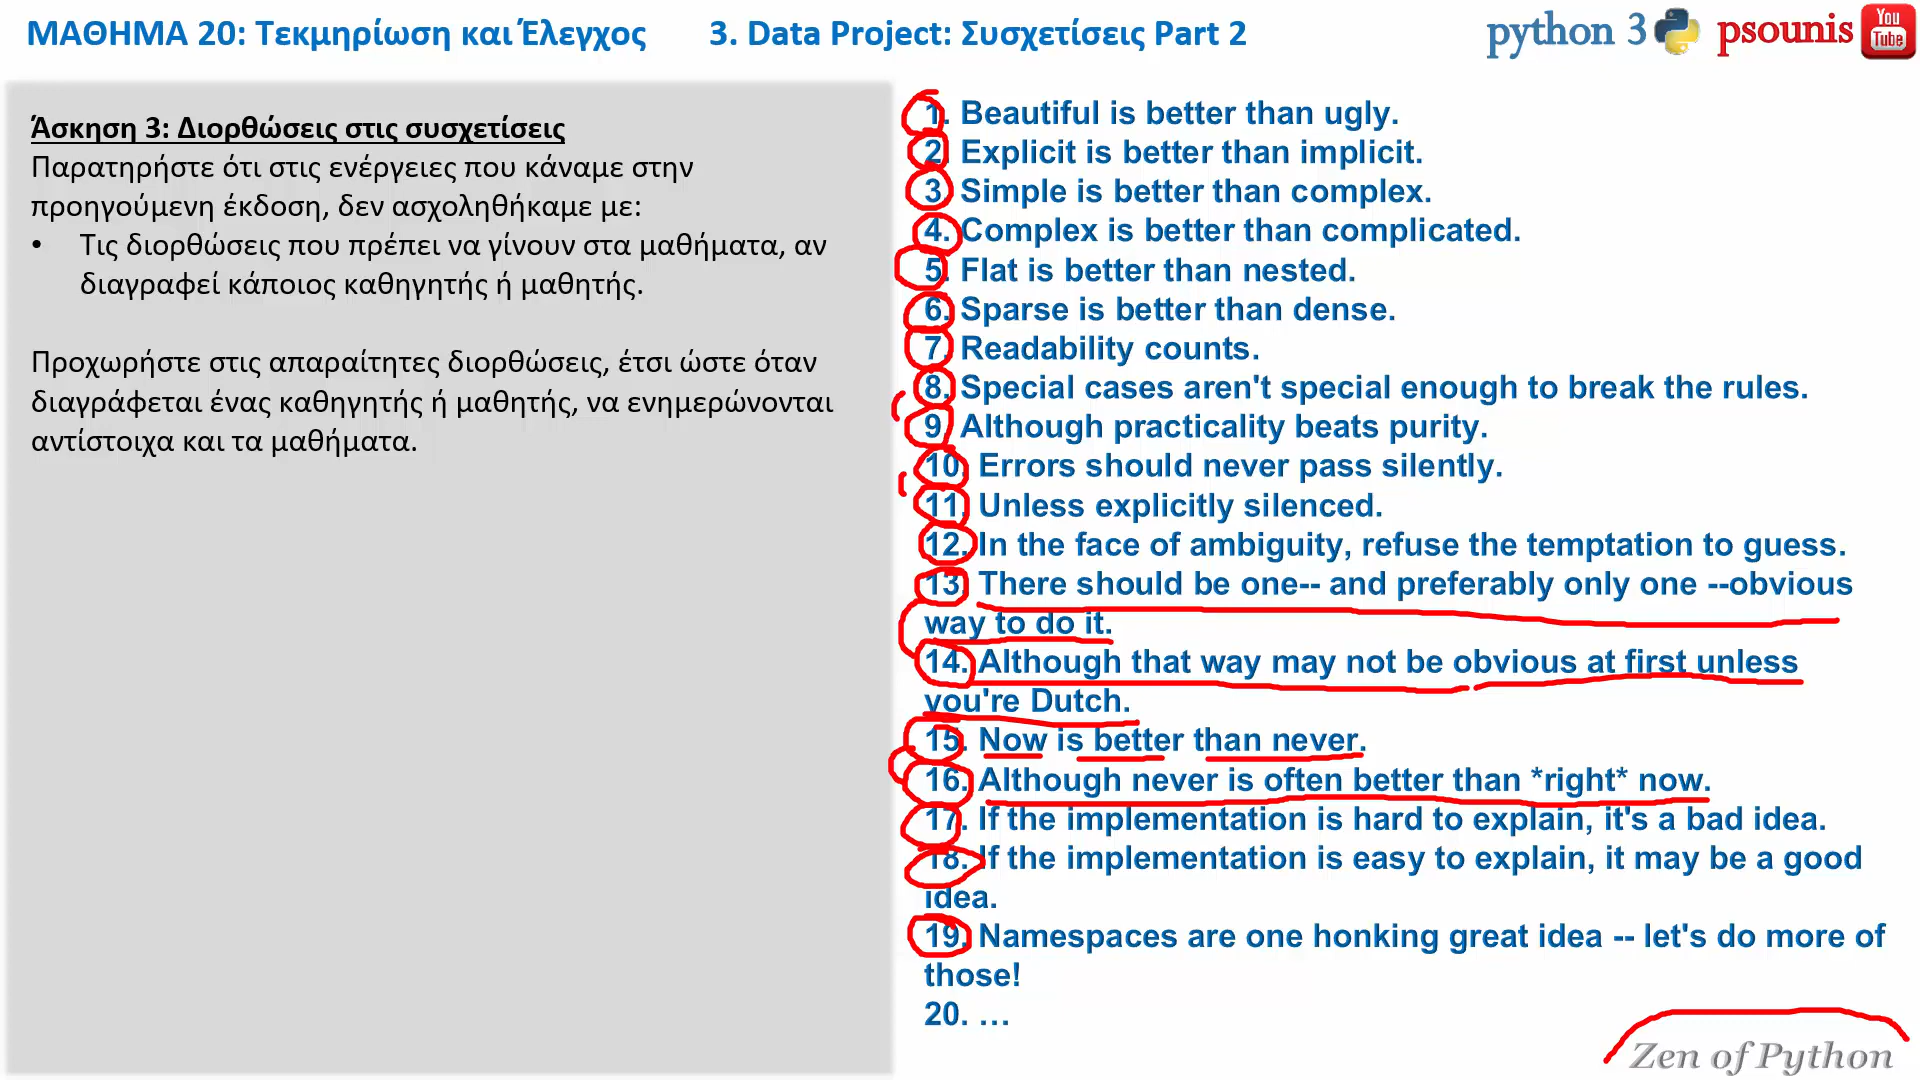 ΜΑΘΗΜΑ 20: Τεκμηρίωση και Έλεγχος 3. Data Project: Συσχετίσεις Part 2
python 3 psounis You Tube
Άσκηση 3: Διορθώσεις στις συσχετίσεις
Παρατηρήστε ότι στις ενέργειες που κάναμε στην
προηγούμενη έκδοση, δεν ασχοληθήκαμε με:
• Τις διορθώσεις που πρέπει να γίνουν στα μαθήματα, αν
διαγραφεί κάποιος καθηγητής ή μαθητής.
Προχωρήστε στις απαραίτητες διορθώσεις, έτσι ώστε όταν
διαγράφεται ένας καθηγητής ή μαθητής, να ενημερώνονται
αντίστοιχα και τα μαθήματα.
1. Beautiful is better than ugly.
2. Explicit is better than implicit.
3. Simple is better than complex.
4. Complex is better than complicated.
5. Flat is better than nested.
6. Sparse is better than dense.
7. Readability counts.
8. Special cases aren't special enough to break the rules.
9. Although practicality beats purity.
10. Errors should never pass silently.
11. Unless explicitly silenced.
12. In the face of ambiguity, refuse the temptation to guess.
13. There should be one-- and preferably only one --obvious
way to do it.
14. Although that way may not be obvious at first unless
you're Dutch.
15. Now is better than never.
16. Although never is often better than *right* now.
17. If the implementation is hard to explain, it's a bad idea.
18. If the implementation is easy to explain, it may be a good
idea.
19. Namespaces are one honking great idea -- let's do more of
those!
20. …
Zen of Python